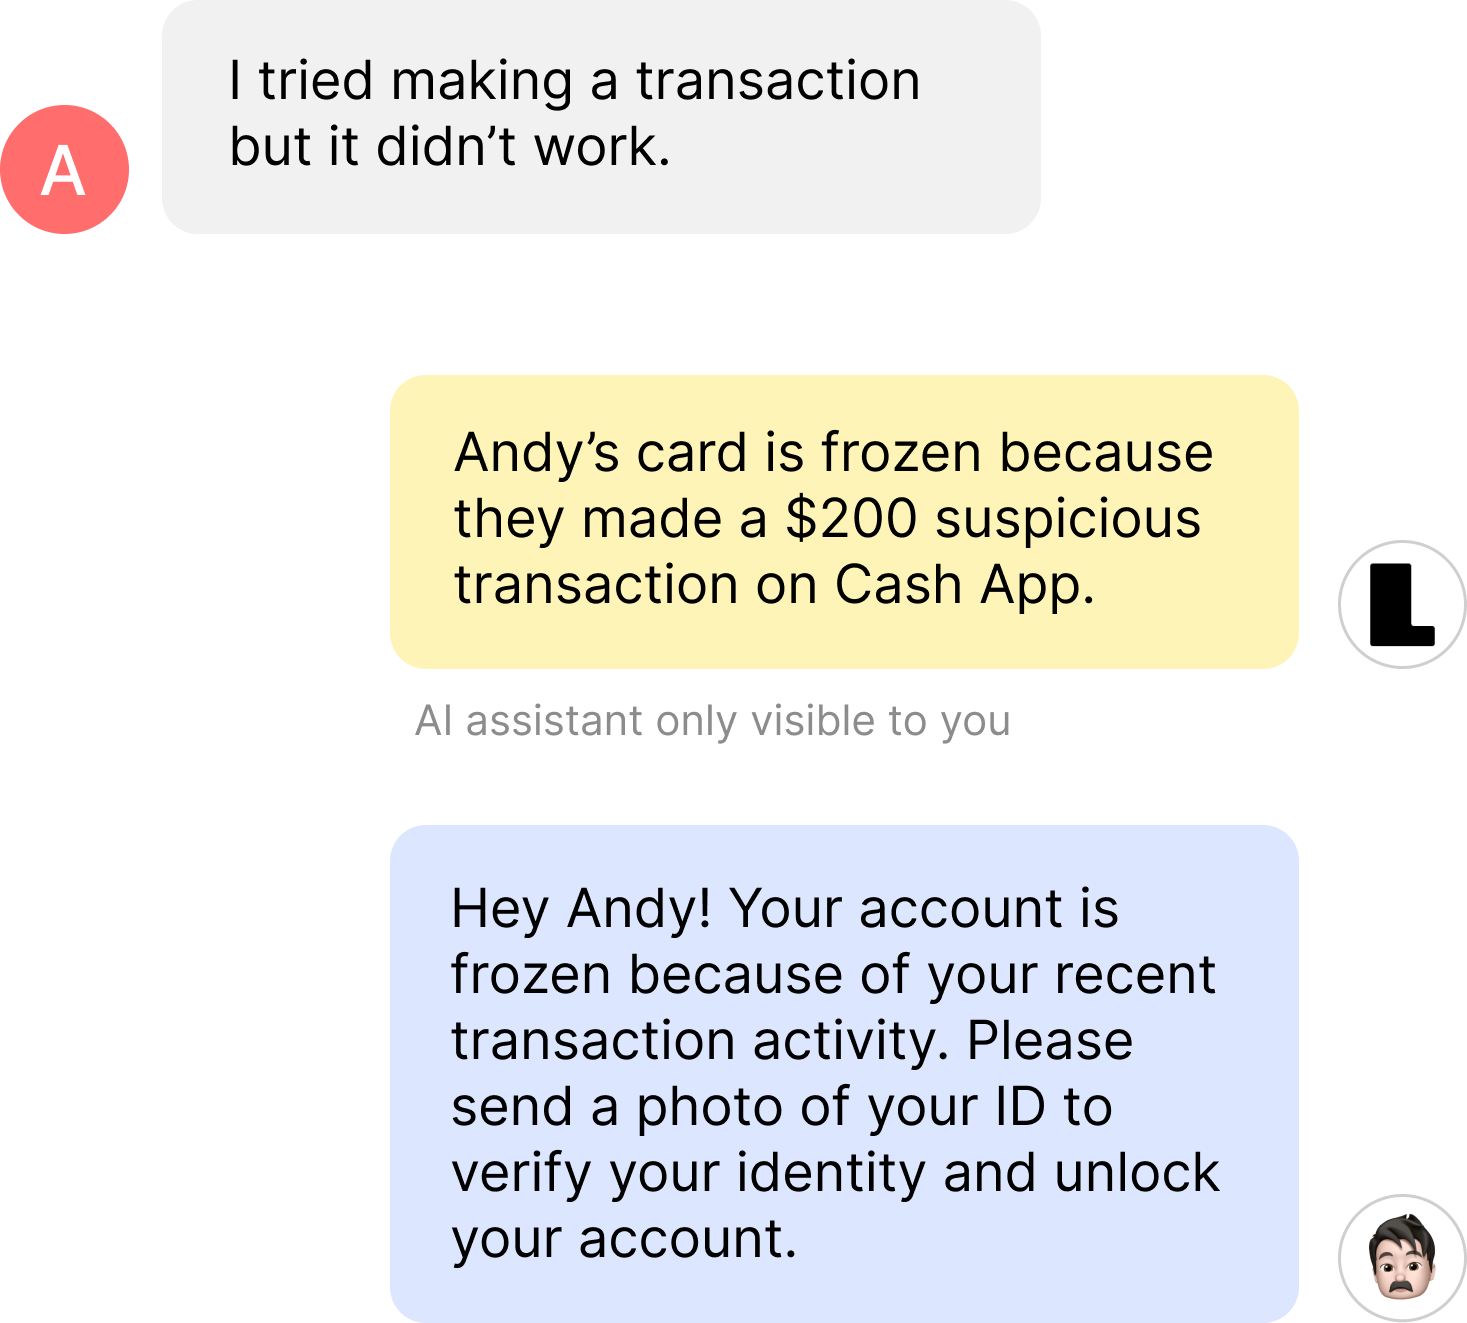 I tried making a transaction
but it didn’t work.
A
Andy’s card is frozen because
they made a $200 suspicious
transaction on Cash App.
L
AI assistant only visible to you
Hey Andy! Your account is
frozen because of your recent
transaction activity. Please
send a photo of your ID to
verify your identity and unlock
your account.